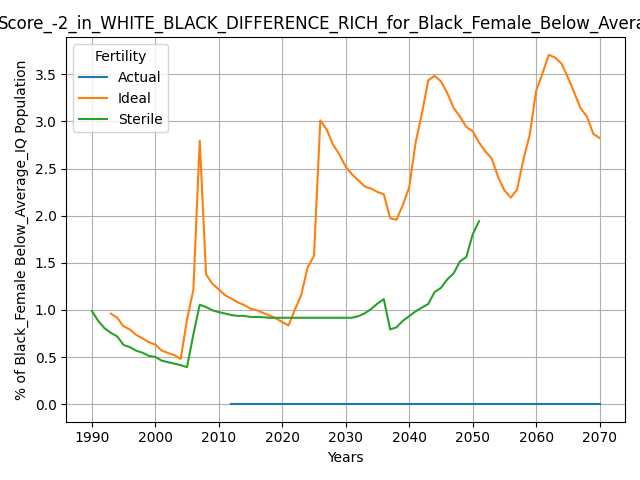 Score_-2_in_WHITE_BLACK_DIFFERENCE_RICH_for_Black_Female_Below_Avera
Fertility
Actual
Ideal
Sterile
% of Black_Female Below_Average_IQ Population
3.5
3.0
2.5
2.0
1.5
1.0
0.5
0.0
1990 2000 2010 2020 2030 2040 2050 2060 2070
Years